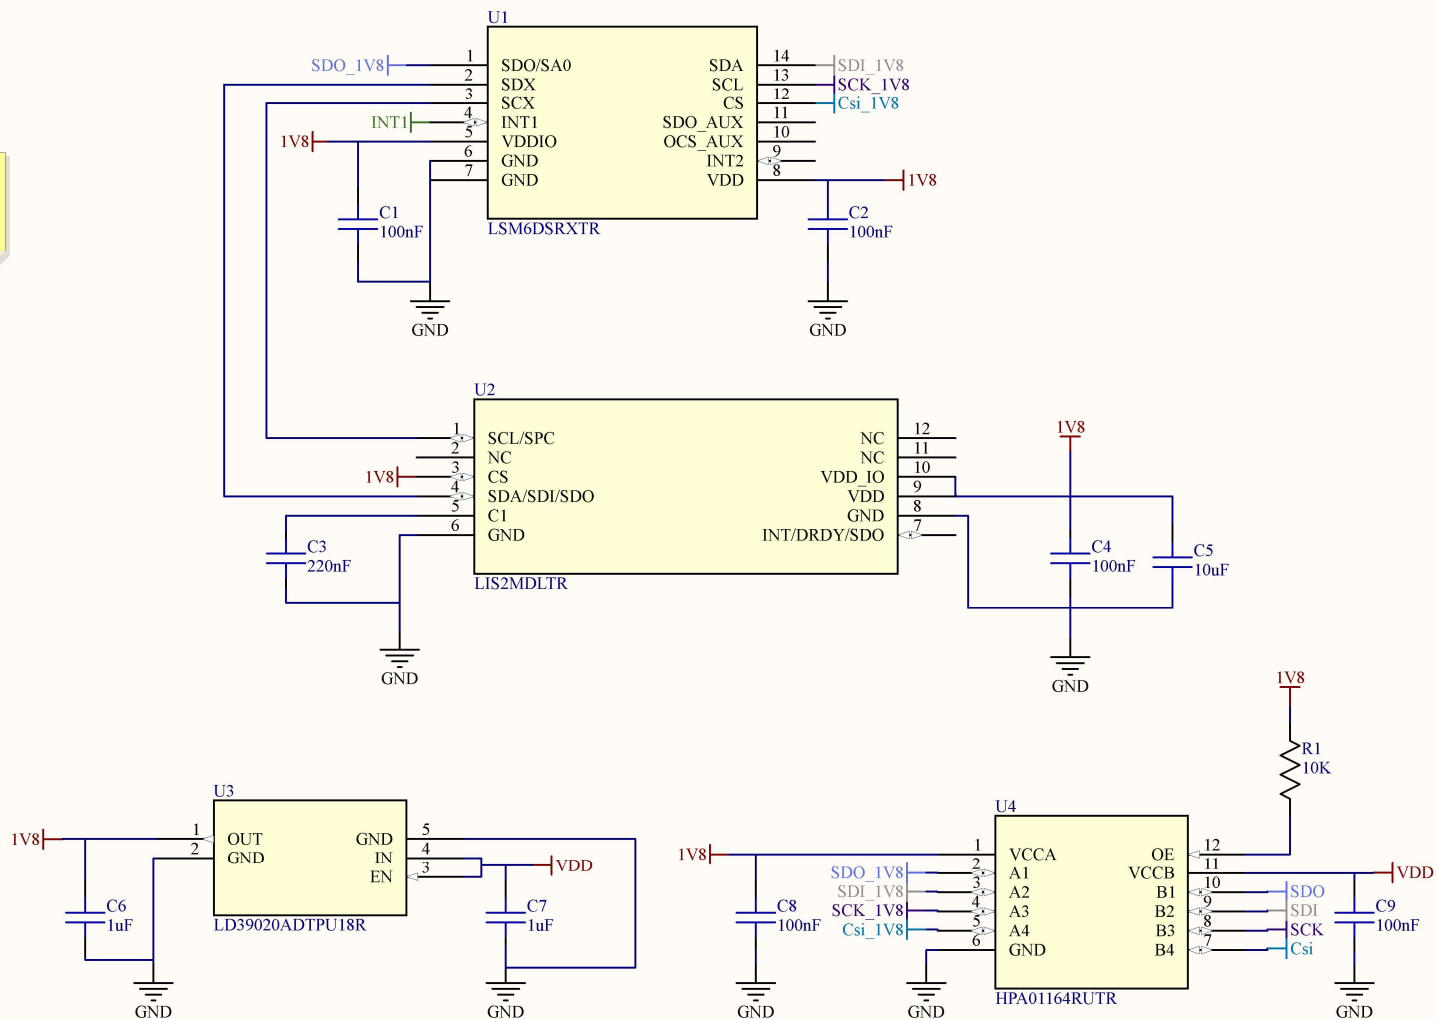 U1
SDO_1V8 1 SDO/SA0 SDA 14 SDI_1V8
2 SDX SCL 13 SCK_1V8
3 SCX CS 12 Csi_1V8
INT1 4 INT1 SDO_AUX 11
1V8 5 VDDIO OCS_AUX 10
6 GND INT2 9
7 GND VDD 8 1V8
C1
100nF
C2
100nF
LSM6DSRXTR
GND
GND
U2
1 SCL/SPC NC 12
2 NC NC 11
1V8 3 CS VDD_IO 10
4 SDA/SDI/SDO VDD 9
5 C1 GND 8
6 GND INT/DRDY/SDO 7
1V8
C3
220nF
C4
100nF
C5
10uF
LIS2MDLTR
GND
GND
U3
1V8 1 OUT GND 5
2 GND IN 4 VDD
EN 3
C6
1uF
C7
1uF
LD39020ADTPU18R
GND
GND
1V8
R1
10K
U4
1V8 1 VCCA OE 12
SDO_1V8 2 A1 VCCB 11 VDD
SDI_1V8 3 A2 B1 10 SDO
SCK_1V8 4 A3 B2 9 SDI
Csi_1V8 5 A4 B3 8 SCK
6 GND B4 7 Csi
C8
100nF
C9
100nF
HPA01164RUTR
GND
GND
GND